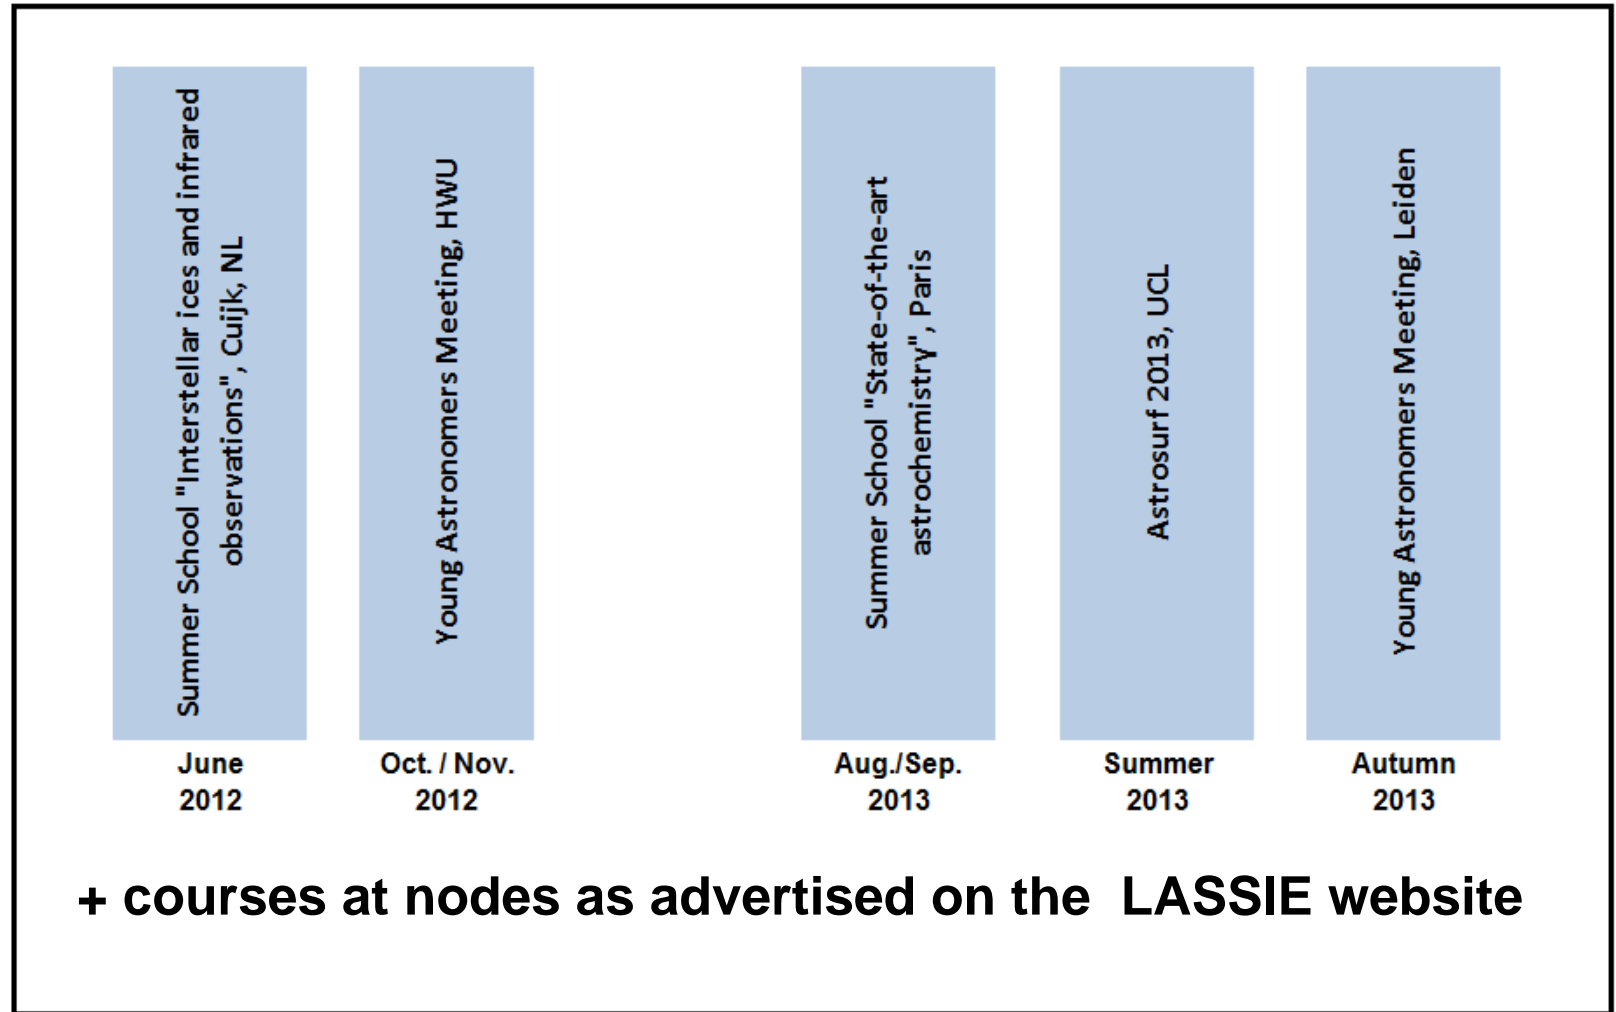 Summer School "Interstellar ices and infrared
observations", Cuijk, NL
Young Astronomers Meeting, HWU
Summer School "State-of-the-art
astrochemistry", Paris
Astrosurf 2013, UCL
Young Astronomers Meeting, Leiden
June
2012
Oct. / Nov.
2012
Aug./Sep.
2013
Summer
2013
Autumn
2013
+ courses at nodes as advertised on the LASSIE website